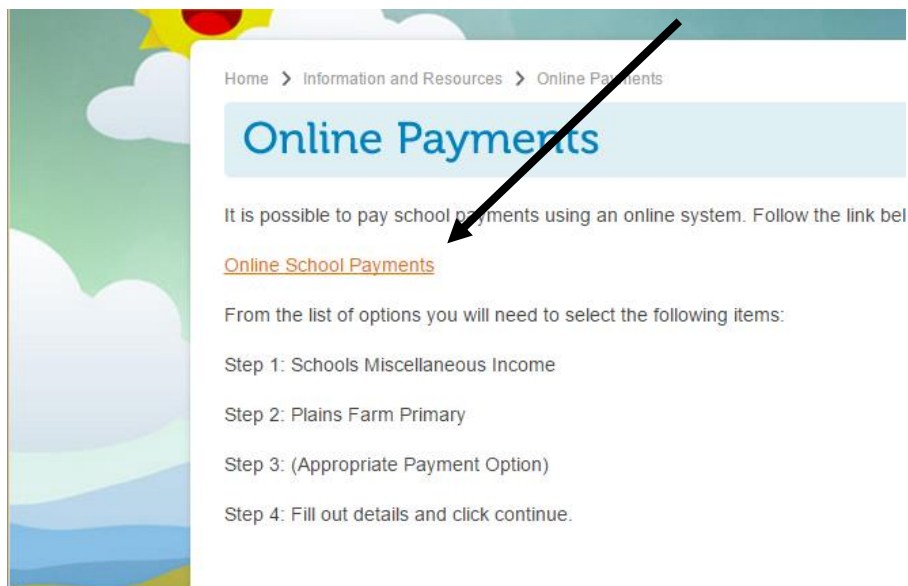 Home > Information and Resources > Online Payments
Online Payments
It is possible to pay school payments using an online system. Follow the link
Online School Payments
From the list of options you will need to select the following items:
Step 1: Schools Miscellaneous Income
Step 2: Plains Farm Primary
Step 3: (Appropriate Payment Option)
Step 4: Fill out details and click continue.